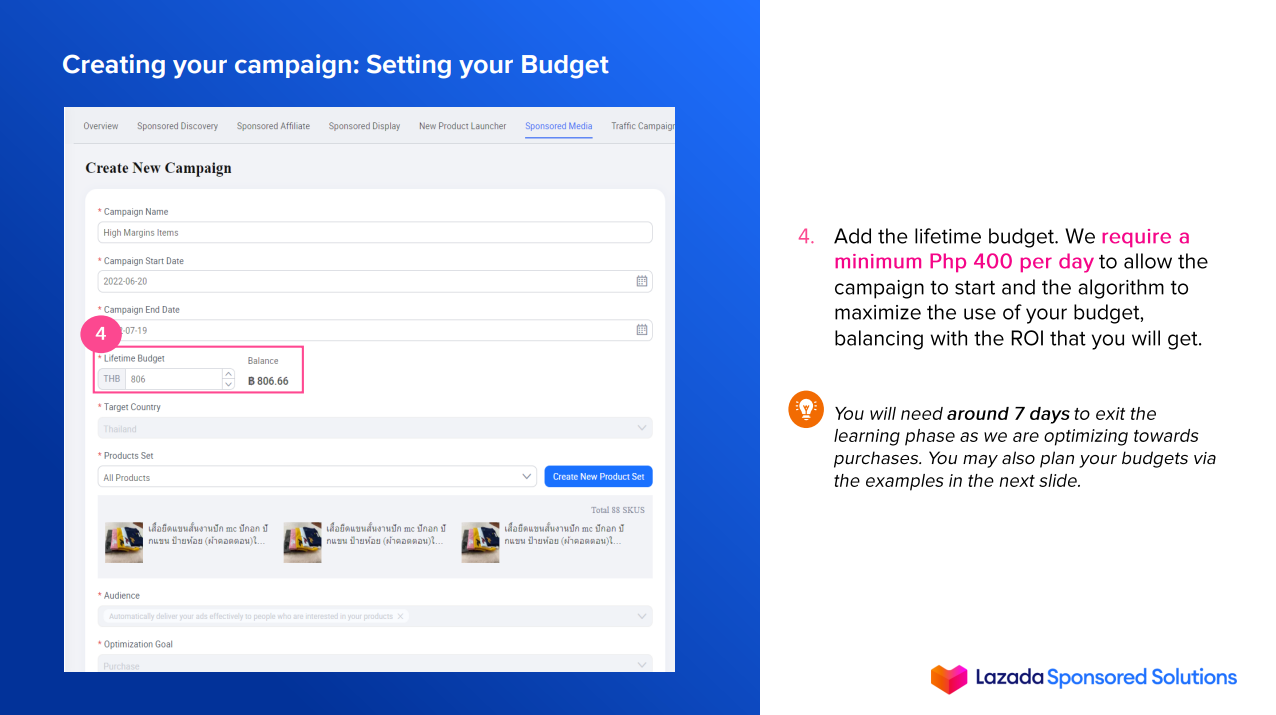 Creating your campaign: Setting your Budget
Overview Sponsored Discovery Sponsored Affiliate Sponsored Display New Product Launcher Sponsored Media Traffic Campaign
Create New Campaign
* Campaign Name
High Margins Items
* Campaign Start Date
2022-06-20
* Campaign End Date
-07-19
4
* Lifetime Budget Balance
THB 806 ฿ 806.66
* Target Country
Thailand
* Products Set
All Products Create New Product Set
Total 88 SKUS
เสื้อยืดแขนสั้นงานปัก mc ปักอก ปั เสื้อยืดแขนสั้นงานปัก mc ปักอก ปั เสื้อยืดแขนสั้นงานปัก mc ปักอก ปั
กแขน ป้ายห้อย (ผ้าคอตตอน)ใ... กแขน ป้ายห้อย (ผ้าคอตตอน)ใ... กแขน ป้ายห้อย (ผ้าคอตตอน)ใ...
* Audience
Automatically deliver your ads effectively to people who are interested in your products ×
* Optimization Goal
Purchase
4. Add the lifetime budget. We require a
minimum Php 400 per day to allow the
campaign to start and the algorithm to
maximize the use of your budget,
balancing with the ROI that you will get.
You will need around 7 days to exit the
learning phase as we are optimizing towards
purchases. You may also plan your budgets via
the examples in the next slide.
Lazada Sponsored Solutions